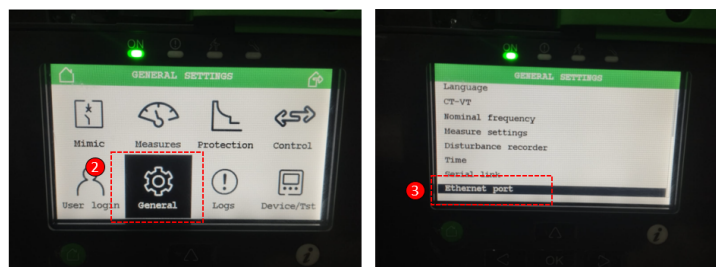 ON
GENERAL SETTINGS
Mimic
Measures
Protection
Control
2
User login
General
Logs
Device/Tst
i
ON
GENERAL SETTINGS
Language
CT-VT
Nominal frequency
Measure settings
Disturbance recorder
Time
Serial link
3
Ethernet port
OK
i